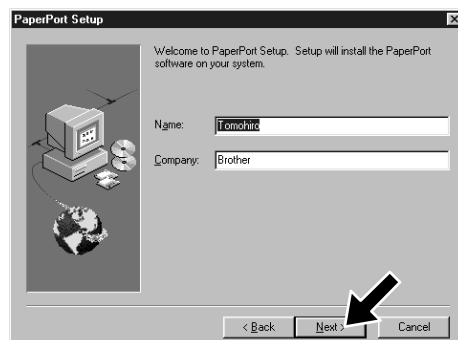 PaperPort Setup
Welcome to PaperPort Setup. Setup will install the PaperPort
software on your system.
Name: Tomohiro
Company: Brother
< Back Next > Cancel